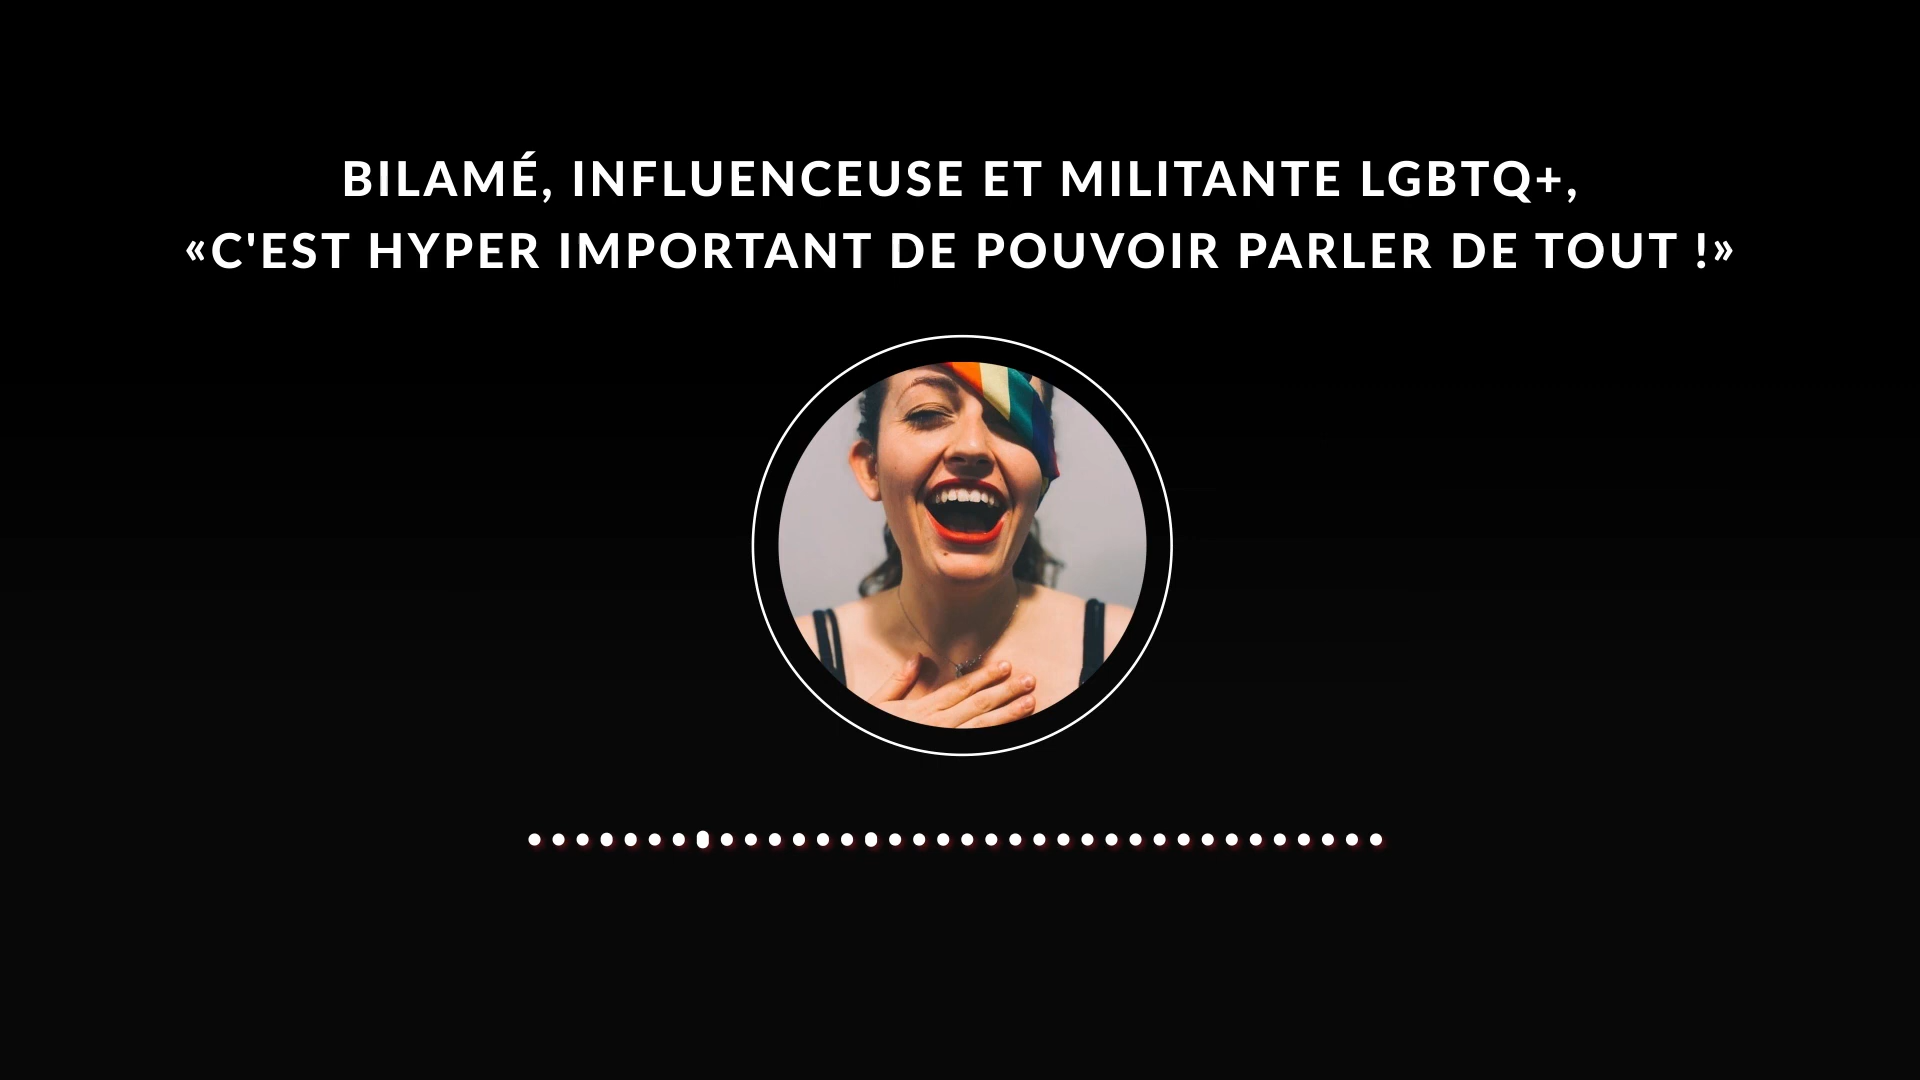 BILAMÉ, INFLUENCEUSE ET MILITANTE LGBTQ+,
«C'EST HYPER IMPORTANT DE POUVOIR PARLER DE TOUT !»